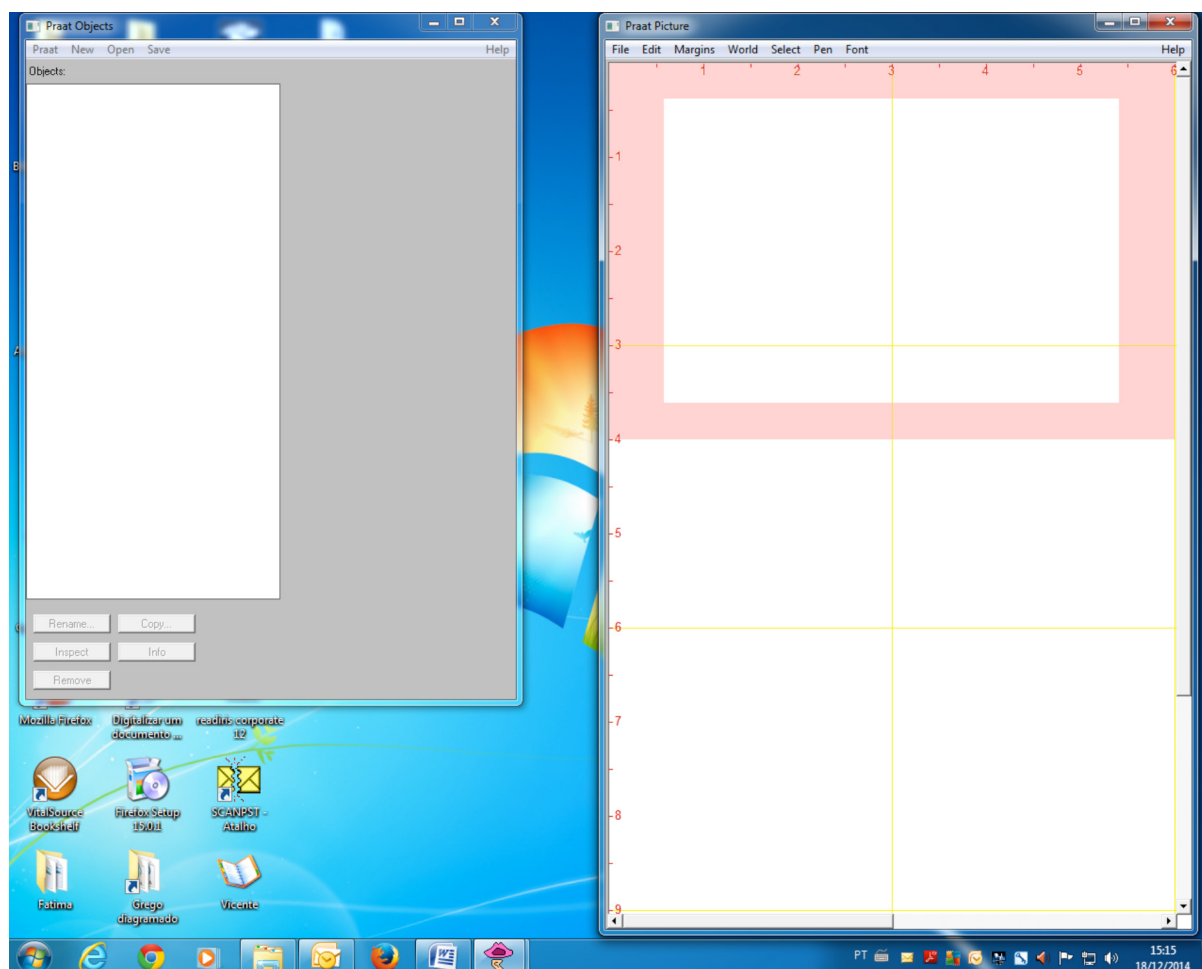 Praat Objects
Praat New Open Save Help
Objects:
Rename... Copy...
Inspect Info
Remove
Mozilla Firefox
Digitalizar um documento ...
readiris corporate 12
VitalSource Bookshelf
Firefox Setup 15.0.1
SCANPST - Atalho
Fatima
Grego diagramado
Vicente
Praat Picture
File Edit Margins World Select Pen Font Help
1 2 3 4 5 6
1
2
3
4
5
6
7
8
9
PT
15:15
18/12/2014